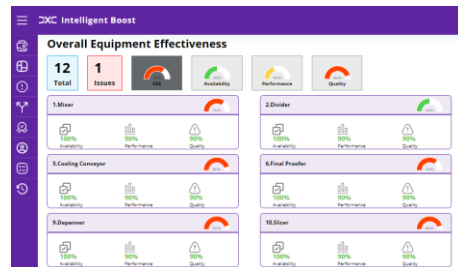 DXC Intelligent Boost
Overall Equipment Effectiveness
12
Total
1
Issues
OEE
Availability
Performance
Quality
1.Mixer
100%
Availability
90%
Performance
90%
Quality
2.Divider
100%
Availability
90%
Performance
90%
Quality
5.Cooling Conveyor
100%
Availability
90%
Performance
90%
Quality
6.Final Proofer
100%
Availability
90%
Performance
90%
Quality
9.Depanner
100%
Availability
90%
Performance
90%
Quality
10.Slicer
100%
Availability
90%
Performance
90%
Quality